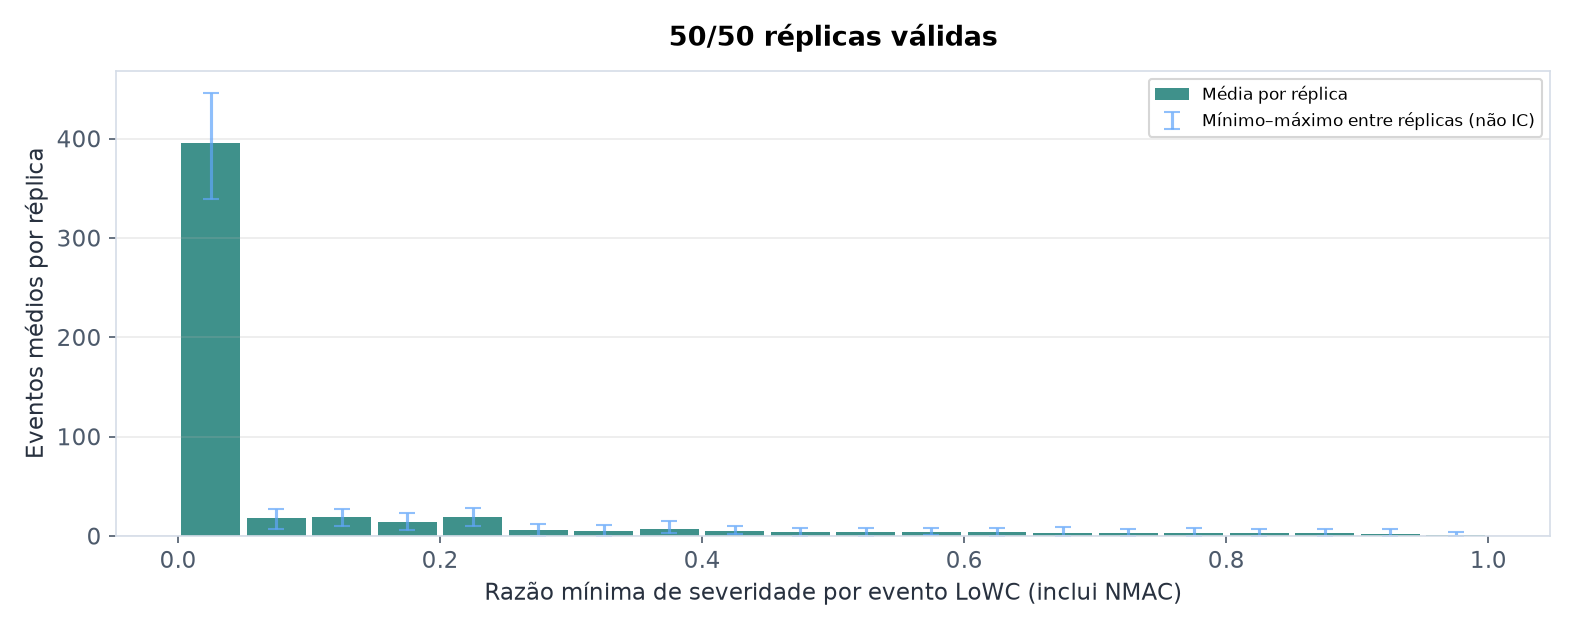 50/50 réplicas válidas
Média por réplica
Mínimo–máximo entre réplicas (não IC)
Eventos médios por réplica
400
300
200
100
0
0.0 0.2 0.4 0.6 0.8 1.0
Razão mínima de severidade por evento LoWC (inclui NMAC)